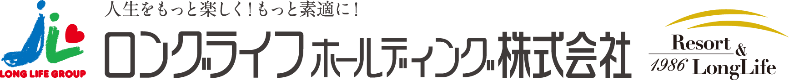 人生をもっと楽しく！もっと素適に！
LONG LIFE GROUP
ロングライフホールディング株式会社
Resort
1986 & LongLife